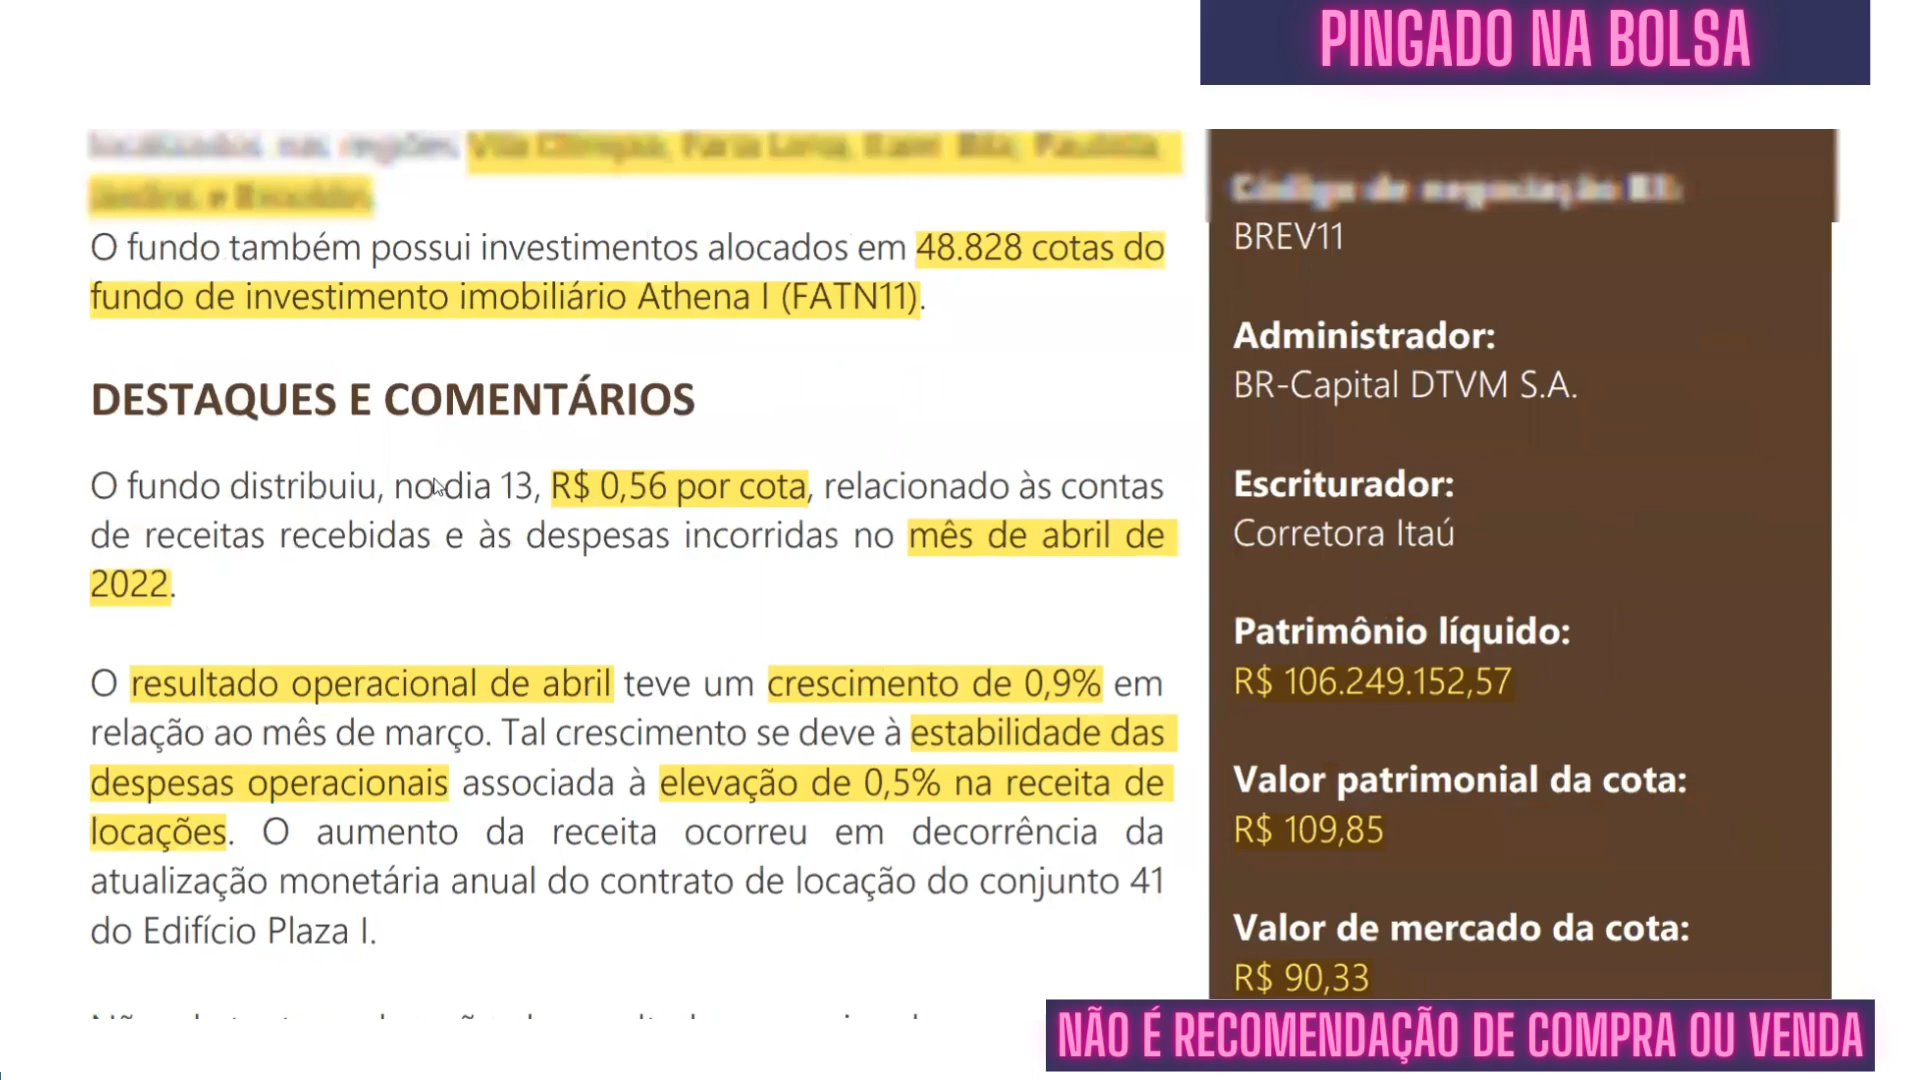 PINGADO NA BOLSA
O fundo também possui investimentos alocados em 48.828 cotas do
fundo de investimento imobiliário Athena I (FATN11).
DESTAQUES E COMENTÁRIOS
O fundo distribuiu, no dia 13, R$ 0,56 por cota, relacionado às contas
de receitas recebidas e às despesas incorridas no mês de abril de
2022.
O resultado operacional de abril teve um crescimento de 0,9% em
relação ao mês de março. Tal crescimento se deve à estabilidade das
despesas operacionais associada à elevação de 0,5% na receita de
locações. O aumento da receita ocorreu em decorrência da
atualização monetária anual do contrato de locação do conjunto 41
do Edifício Plaza I.
Código de negociação
BREV11
Administrador:
BR-Capital DTVM S.A.
Escriturador:
Corretora Itaú
Patrimônio líquido:
R$ 106.249.152,57
Valor patrimonial da cota:
R$ 109,85
Valor de mercado da cota:
R$ 90,33
NÃO É RECOMENDAÇÃO DE COMPRA OU VENDA